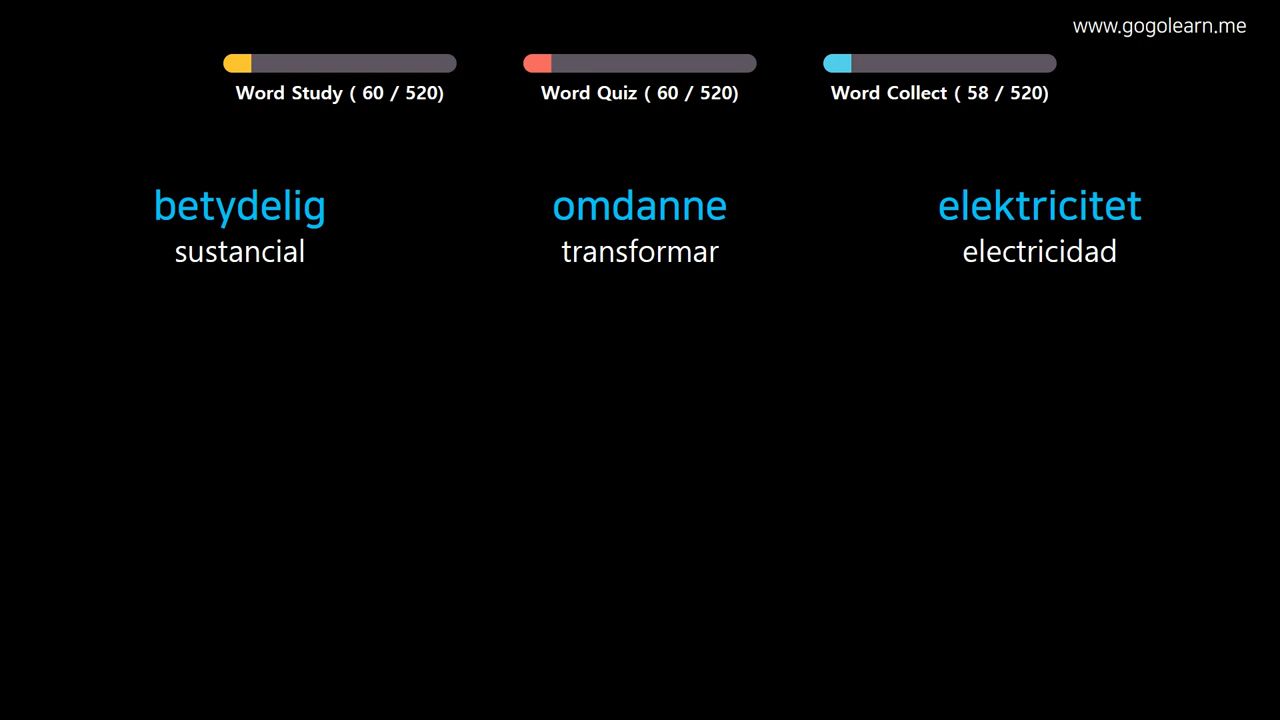 www.gogolearn.me
Word Study ( 60 / 520)
Word Quiz ( 60 / 520)
Word Collect ( 58 / 520)
betydelig
sustancial
omdanne
transformar
elektricitet
electricidad